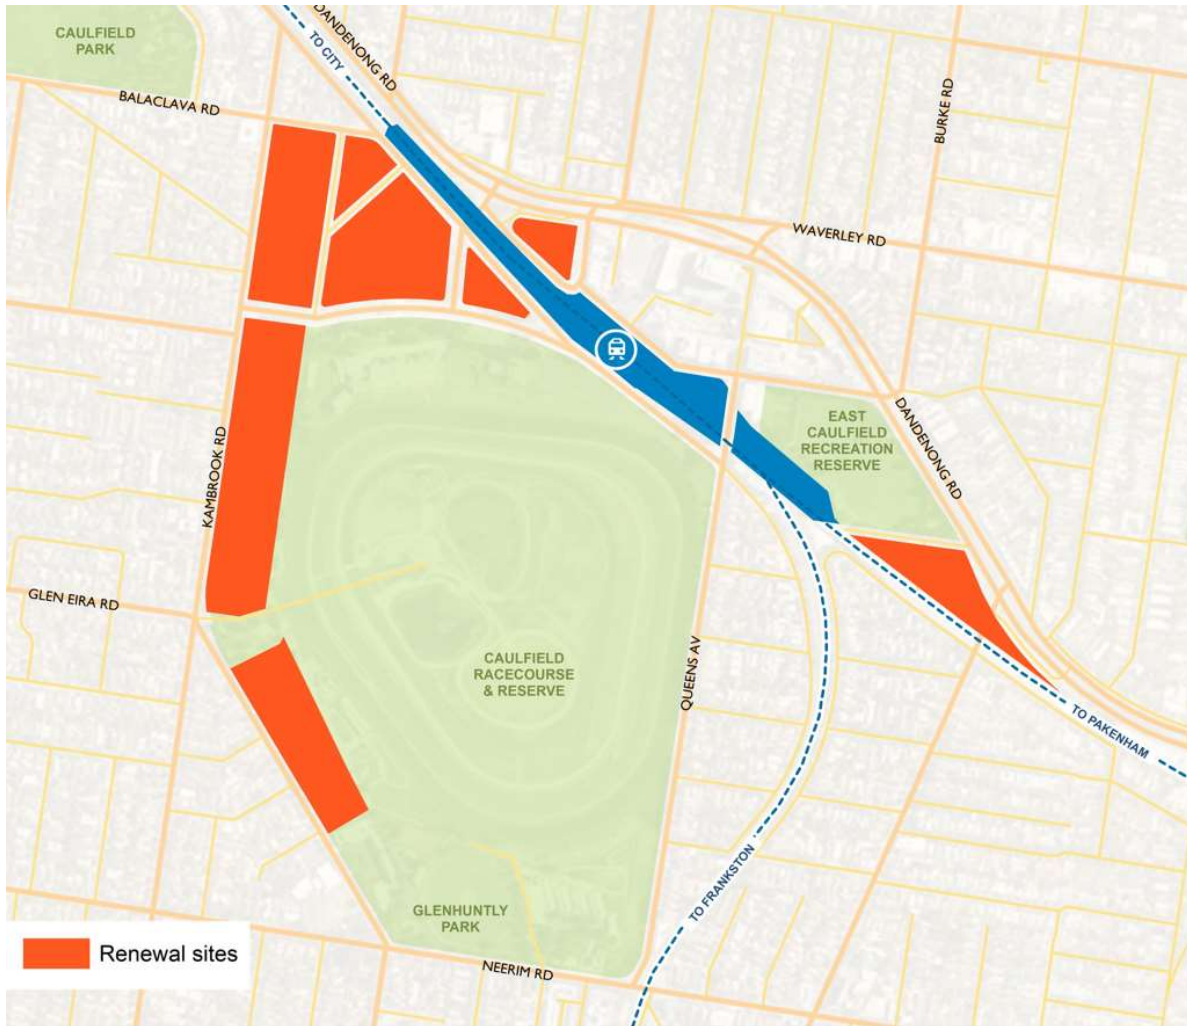 DANDENONG RD
TO CITY
CAULFIELD
PARK
BALACLAVA RD
BURKE RD
WAVERLEY RD
EAST
CAULFIELD
RECREATION
RESERVE
DANDENONG RD
KAMBROOK RD
GLEN EIRA RD
CAULFIELD
RACECOURSE
& RESERVE
QUEENS AV
TO PAKENHAM
TO FRANKSTON
GLENHUNTLY
PARK
NEERIM RD
Renewal sites